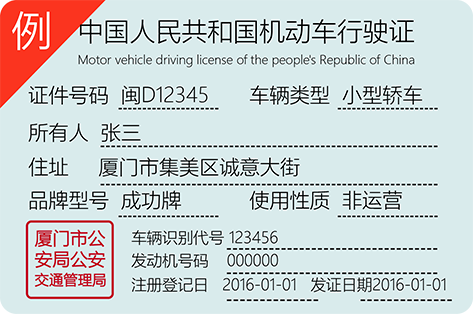 例
中国人民共和国机动车行驶证
Motor vehicle driving license of the people's Republic of China
证件号码 闽D12345 车辆类型 小型轿车
所有人 张三
住址 厦门市集美区诚意大街
品牌型号 成功牌 使用性质 非运营
厦门市公
安局公安
交通管理局
车辆识别代号 123456
发动机号码 000000
注册登记日 2016-01-01 发证日期2016-01-01